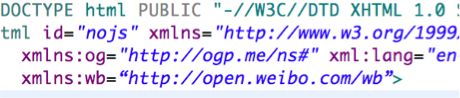 DOCTYPE html PUBLIC "-//W3C//DTD XHTML 1.0
tml id="nojs" xmlns="http://www.w3.org/1999
xmlns:og="http://ogp.me/ns#" xml:lang="en
xmlns:wb=“http://open.weibo.com/wb”>